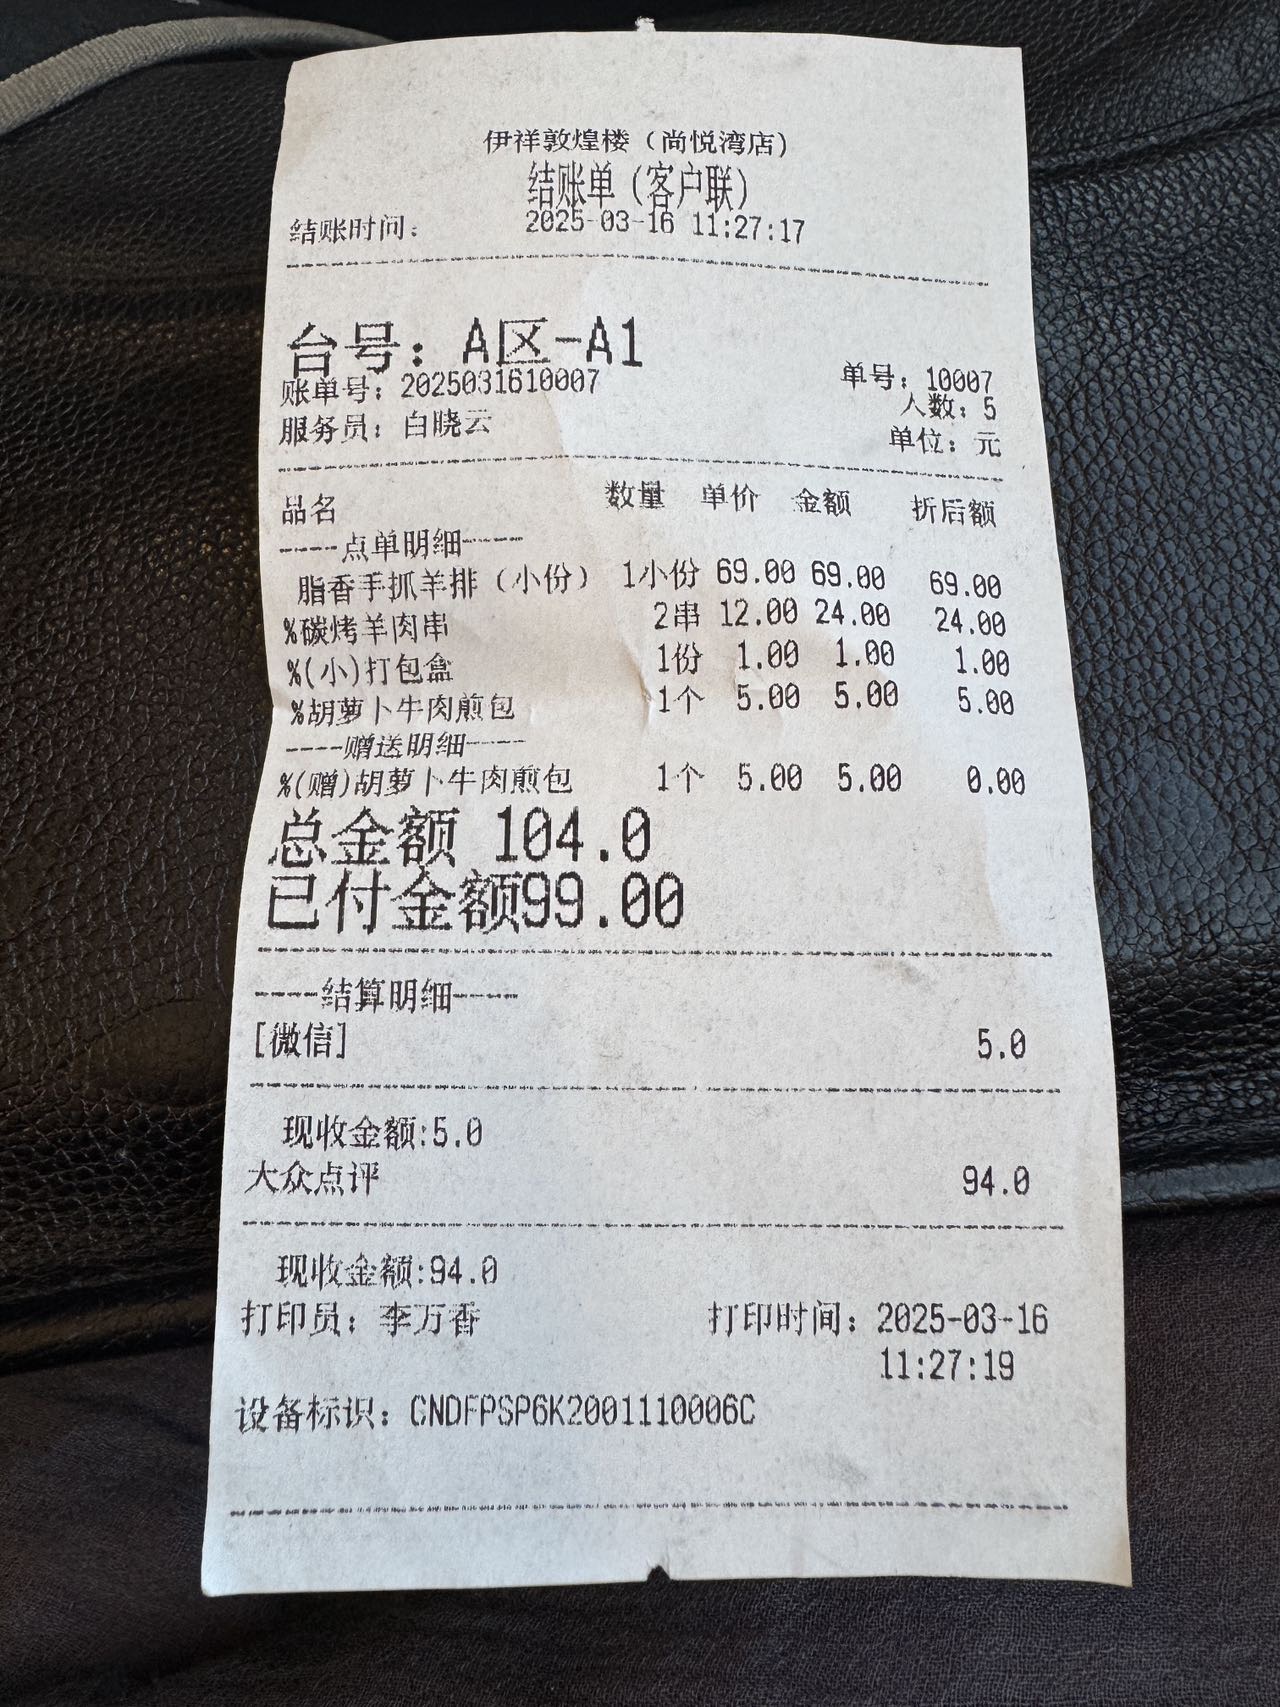 伊祥敦煌楼（尚悦湾店）
结账单（客户联）
结账时间： 2025-03-16 11:27:17
台号：A区-A1
账单号：2025031610007 单号：10007
人数：5
服务员：白晓云 单位：元
品名 数量 单价 金额 折后额
----点单明细----
脂香手抓羊排（小份） 1小份 69.00 69.00 69.00
%碳烤羊肉串 2串 12.00 24.00 24.00
%(小)打包盒 1份 1.00 1.00 1.00
%胡萝卜牛肉煎包 1个 5.00 5.00 5.00
----赠送明细----
%(赠)胡萝卜牛肉煎包 1个 5.00 5.00 0.00
总金额 104.0
已付金额99.00
----结算明细----
[微信] 5.0
现收金额:5.0
大众点评 94.0
现收金额:94.0
打印员：李万香 打印时间：2025-03-16
11:27:19
设备标识：CNDFPSP6K2001110006C